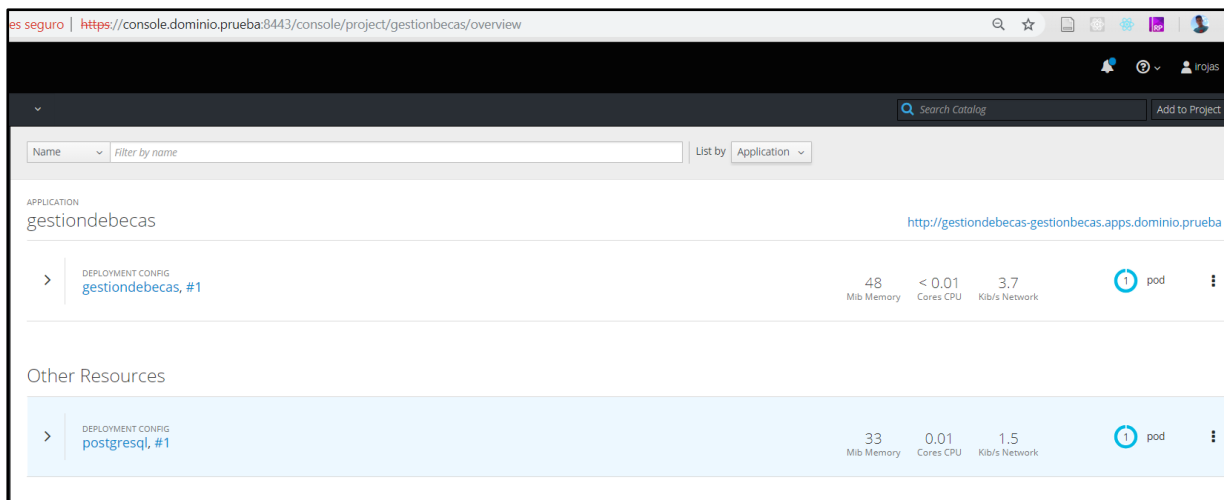 es seguro | https://console.dominio.prueba:8443/console/project/gestionbecas/overview
RP
irojas
Search Catalog
Add to Project
Name
Filter by name
List by
Application
APPLICATION
gestiondebecas
http://gestiondebecas-gestionbecas.apps.dominio.prueba
DEPLOYMENT CONFIG
gestiondebecas, #1
48
< 0.01
3.7
1 pod
Mib Memory
Cores CPU
Kib/s Network
Other Resources
DEPLOYMENT CONFIG
postgresql, #1
33
0.01
1.5
1 pod
Mib Memory
Cores CPU
Kib/s Network